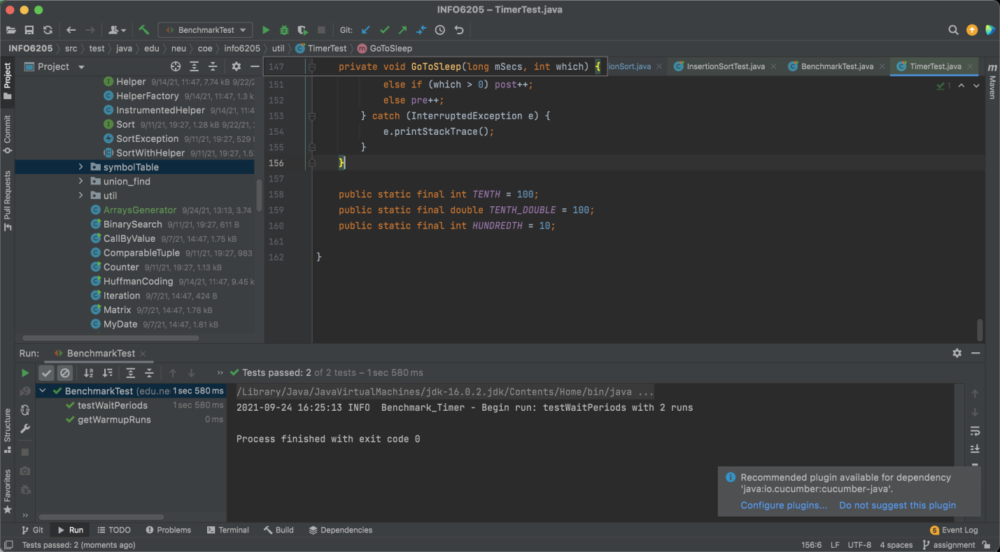 INFO6205 – TimerTest.java
BenchmarkTest
Git:
INFO6205 src test java edu neu coe info6205 util TimerTest GoToSleep
Project
Commit
Pull Requests
Structure
Favorites
Project
Helper 9/14/21, 11:47, 7.74 kB 9/22/2
HelperFactory 9/14/21, 11:47, 1.3 k
InstrumentedHelper 9/14/21, 11:4
Sort 9/11/21, 19:27, 1.28 kB 9/22/21,
SortException 9/11/21, 19:27, 529
SortWithHelper 9/11/21, 19:27, 1.5
symbolTable
union_find
util
ArraysGenerator 9/24/21, 13:13, 3.74
BinarySearch 9/11/21, 19:27, 611 B
CallByValue 9/7/21, 14:47, 1.75 kB
ComparableTuple 9/11/21, 19:27, 983
Counter 9/11/21, 19:27, 1.13 kB
HuffmanCoding 9/14/21, 11:47, 9.45 k
Iteration 9/7/21, 14:47, 424 B
Matrix 9/7/21, 14:47, 1.78 kB
MyDate 9/7/21, 14:47, 1.81 kB
ionSort.java InsertionSortTest.java BenchmarkTest.java TimerTest.java
m Maven
1
147 private void GoToSleep(long mSecs, int which) {
151 else if (which > 0) post++;
152 else pre++;
153 } catch (InterruptedException e) {
154 e.printStackTrace();
155 }
156 }
157
158 public static final int TENTH = 100;
159 public static final double TENTH_DOUBLE = 100;
160 public static final int HUNDREDTH = 10;
161
162 }
Run: BenchmarkTest
Tests passed: 2 of 2 tests – 1 sec 580 ms
BenchmarkTest (edu.ne 1 sec 580 ms
testWaitPeriods 1 sec 580 ms
getWarmupRuns 0 ms
/Library/Java/JavaVirtualMachines/jdk-16.0.2.jdk/Contents/Home/bin/java ...
2021-09-24 16:25:13 INFO Benchmark_Timer - Begin run: testWaitPeriods with 2 runs
Process finished with exit code 0
Recommended plugin available for dependency
'java:io.cucumber:cucumber-java'.
Configure plugins... Do not suggest this plugin
Git Run TODO Problems Terminal Build Dependencies
5 Event Log
Tests passed: 2 (moments ago)
156:6 LF UTF-8 4 spaces assignment